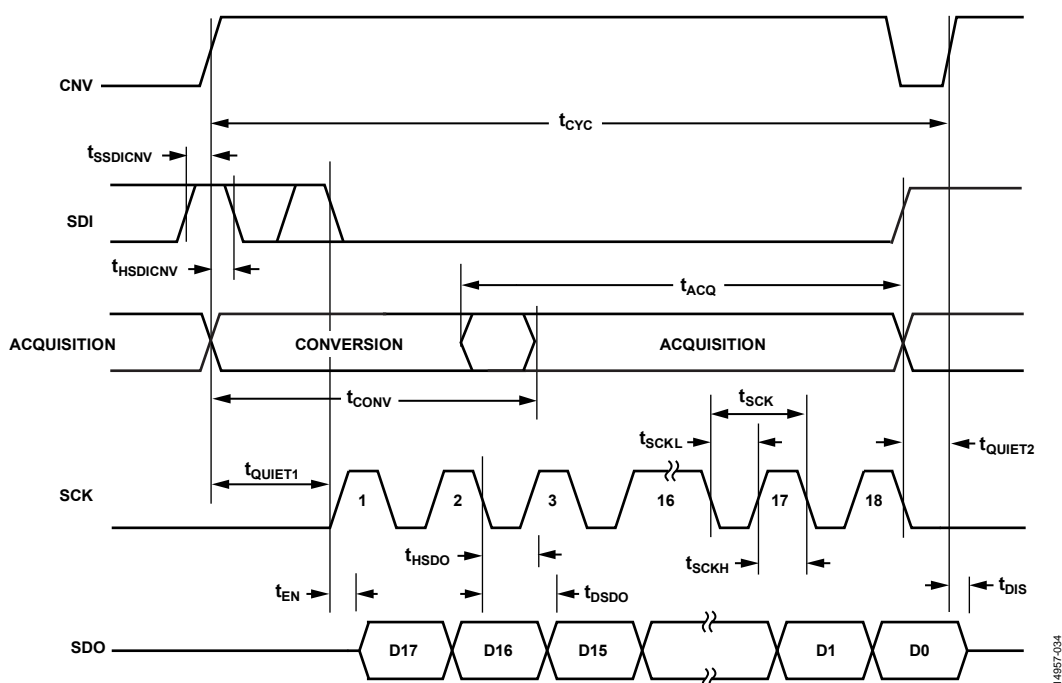 CNV
tCYC
tSSDICNV
SDI
tHSDICNV
tACQ
ACQUISITION CONVERSION ACQUISITION
tCONV
tSCK
tSCKL
tQUIET2
tQUIET1
SCK 1 2 3 16 17 18
tHSDO
tSCKH
tEN
tDSDO
tDIS
SDO D17 D16 D15 D1 D0
14957-034